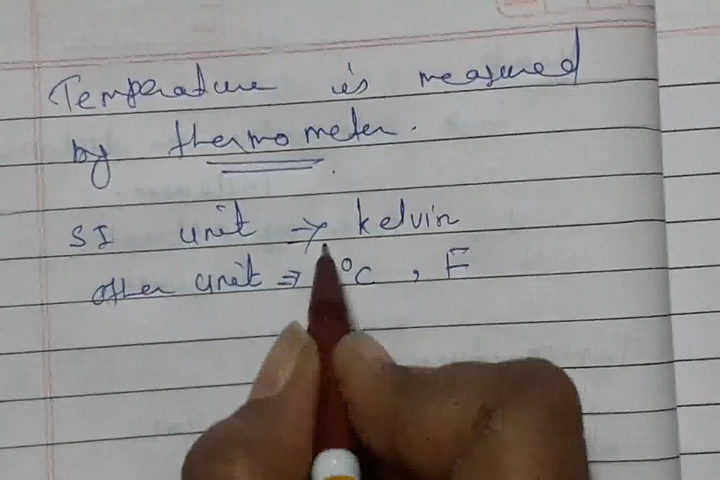 Temperature is measured
by thermometer.
SI unit → kelvin
other unit ⇒ °C , F